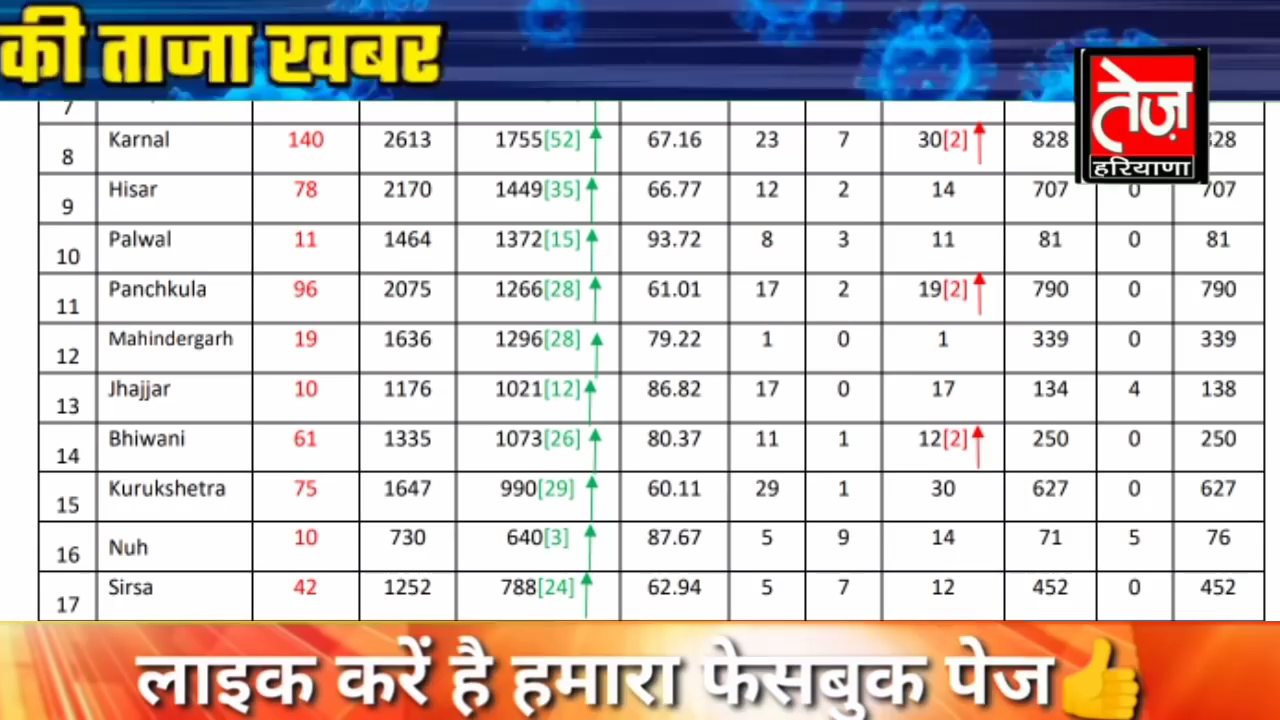 की ताजा खबर
तेज़
हरियाणा
7
8 Karnal 140 2613 1755[52] 67.16 23 7 30[2] 828
9 Hisar 78 2170 1449[35] 66.77 12 2 14 707 0 707
10 Palwal 11 1464 1372[15] 93.72 8 3 11 81 0 81
11 Panchkula 96 2075 1266[28] 61.01 17 2 19[2] 790 0 790
12 Mahindergarh 19 1636 1296[28] 79.22 1 0 1 339 0 339
13 Jhajjar 10 1176 1021[12] 86.82 17 0 17 134 4 138
14 Bhiwani 61 1335 1073[26] 80.37 11 1 12[2] 250 0 250
15 Kurukshetra 75 1647 990[29] 60.11 29 1 30 627 0 627
16 Nuh 10 730 640[3] 87.67 5 9 14 71 5 76
17 Sirsa 42 1252 788[24] 62.94 5 7 12 452 0 452
लाइक करें है हमारा फेसबुक पेज